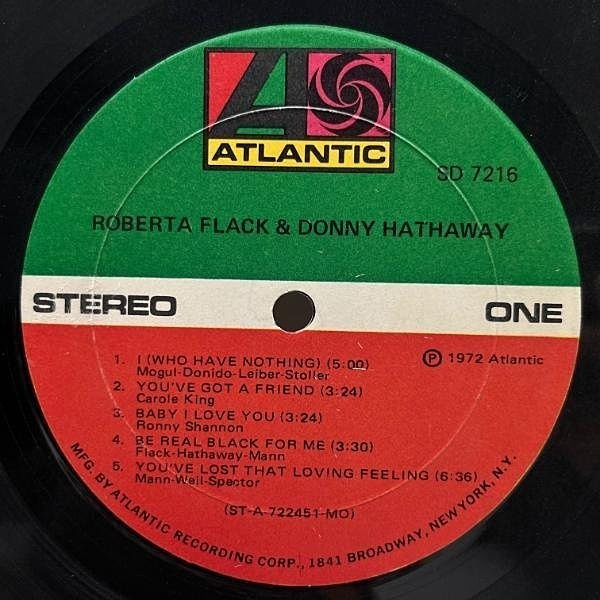 ATLANTIC
SD 7216
ROBERTA FLACK & DONNY HATHAWAY
STEREO
ONE
1. I (WHO HAVE NOTHING) (5:00)
Mogul-Donido-Leiber-Stoller
2. YOU'VE GOT A FRIEND (3:24)
Carole King
3. BABY I LOVE YOU (3:24)
Ronny Shannon
4. BE REAL BLACK FOR ME (3:30)
Flack-Hathaway-Mann
5. YOU'VE LOST THAT LOVING FEELING (6:36)
Mann-Weil-Spector
℗ 1972 Atlantic
(ST-A-722451-MO)
MFG. BY ATLANTIC RECORDING CORP., 1841 BROADWAY, NEW YORK, N.Y.